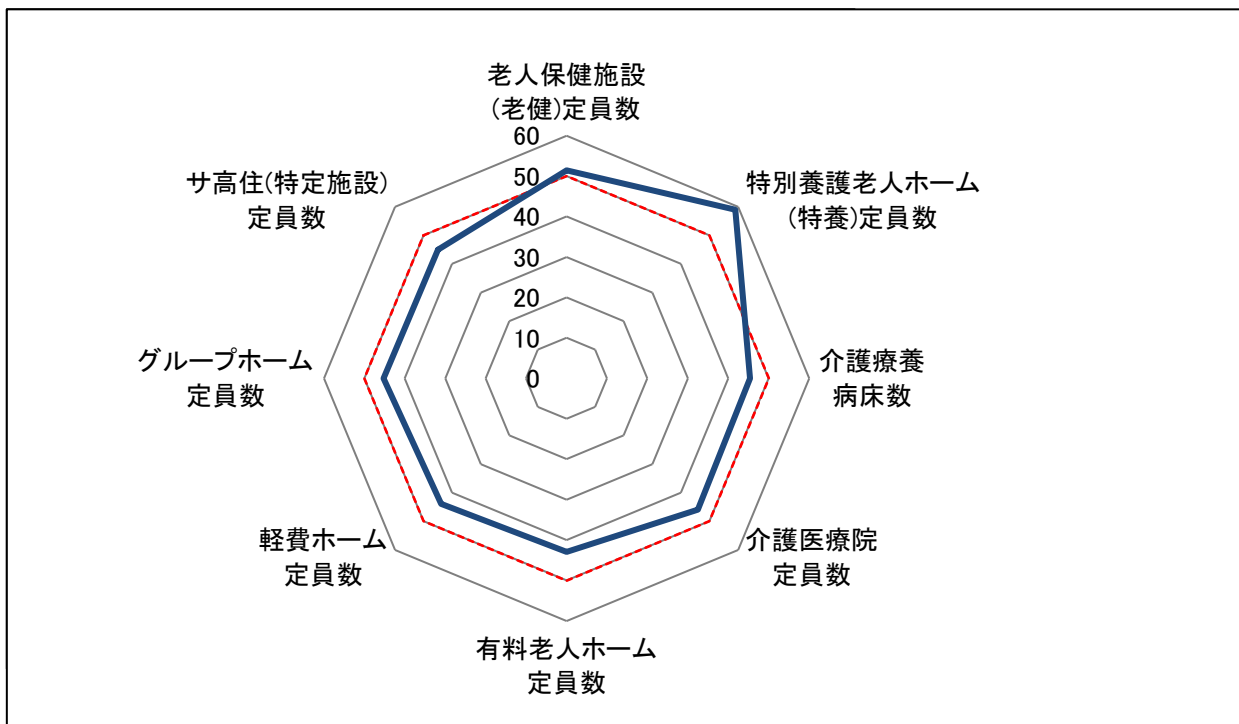 老人保健施設
(老健)定員数
60
50
40
30
20
10
0
特別養護老人ホーム
(特養)定員数
介護療養
病床数
介護医療院
定員数
有料老人ホーム
定員数
軽費ホーム
定員数
グループホーム
定員数
サ高住(特定施設)
定員数